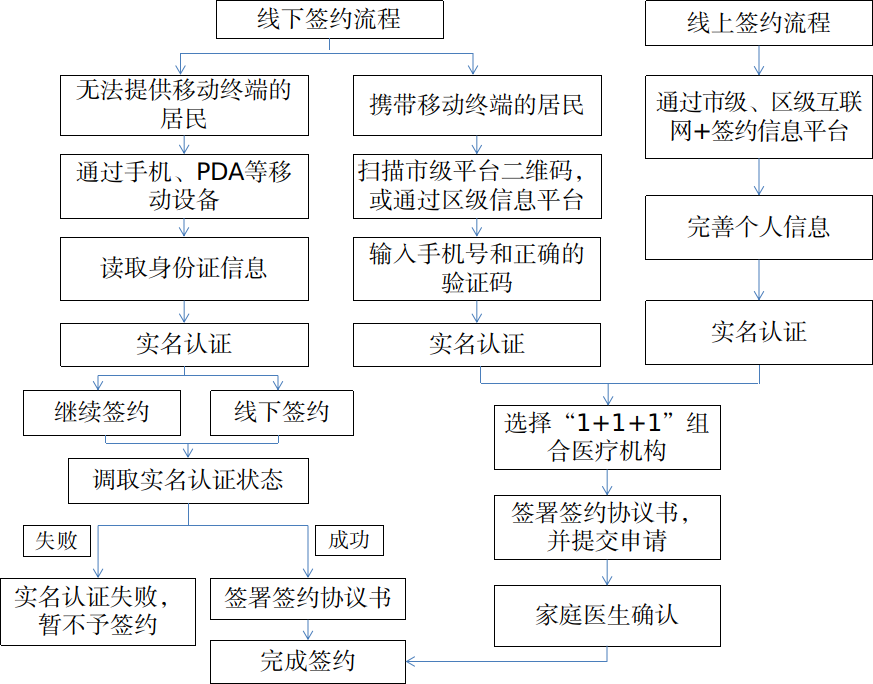 线下签约流程
线上签约流程
无法提供移动终端的
居民
携带移动终端的居民
通过市级、区级互联
网+签约信息平台
通过手机、PDA等移
动设备
扫描市级平台二维码，
或通过区级信息平台
完善个人信息
读取身份证信息
输入手机号和正确的
验证码
实名认证
实名认证
实名认证
继续签约
线下签约
选择“1+1+1”组
合医疗机构
调取实名认证状态
签署签约协议书，
并提交申请
失败
成功
实名认证失败，
暂不予签约
签署签约协议书
家庭医生确认
完成签约